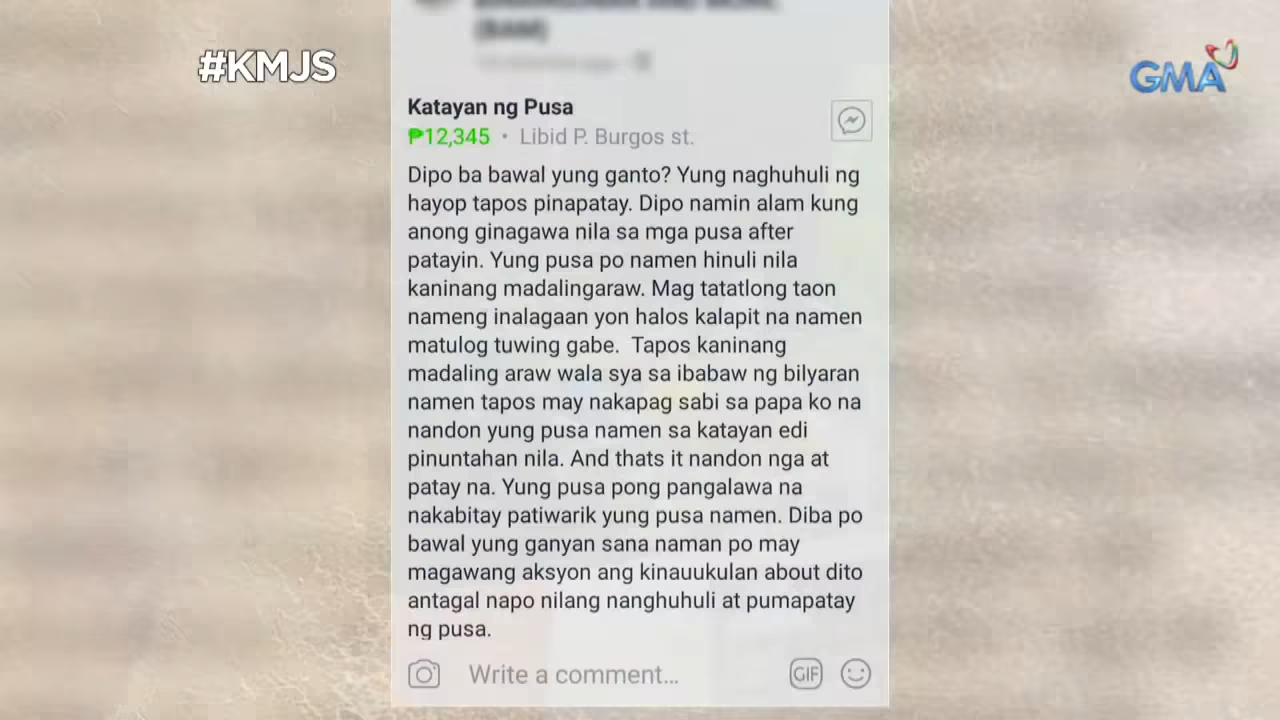 #KMJS
GMA
(BAM)
Katayan ng Pusa
₱12,345 · Libid P. Burgos st.
Dipo ba bawal yung ganto? Yung naghuhuli ng
hayop tapos pinapatay. Dipo namin alam kung
anong ginagawa nila sa mga pusa after
patayin. Yung pusa po namen hinuli nila
kaninang madalingaraw. Mag tatatlong taon
nameng inalagaan yon halos kalapit na namen
matulog tuwing gabe.  Tapos kaninang
madaling araw wala sya sa ibabaw ng bilyaran
namen tapos may nakapag sabi sa papa ko na
nandon yung pusa namen sa katayan edi
pinuntahan nila. And thats it nandon nga at
patay na. Yung pusa pong pangalawa na
nakabitay patiwarik yung pusa namen. Diba po
bawal yung ganyan sana naman po may
magawang aksyon ang kinauukulan about dito
antagal napo nilang nanghuhuli at pumapatay
ng pusa.
Write a comment...
GIF